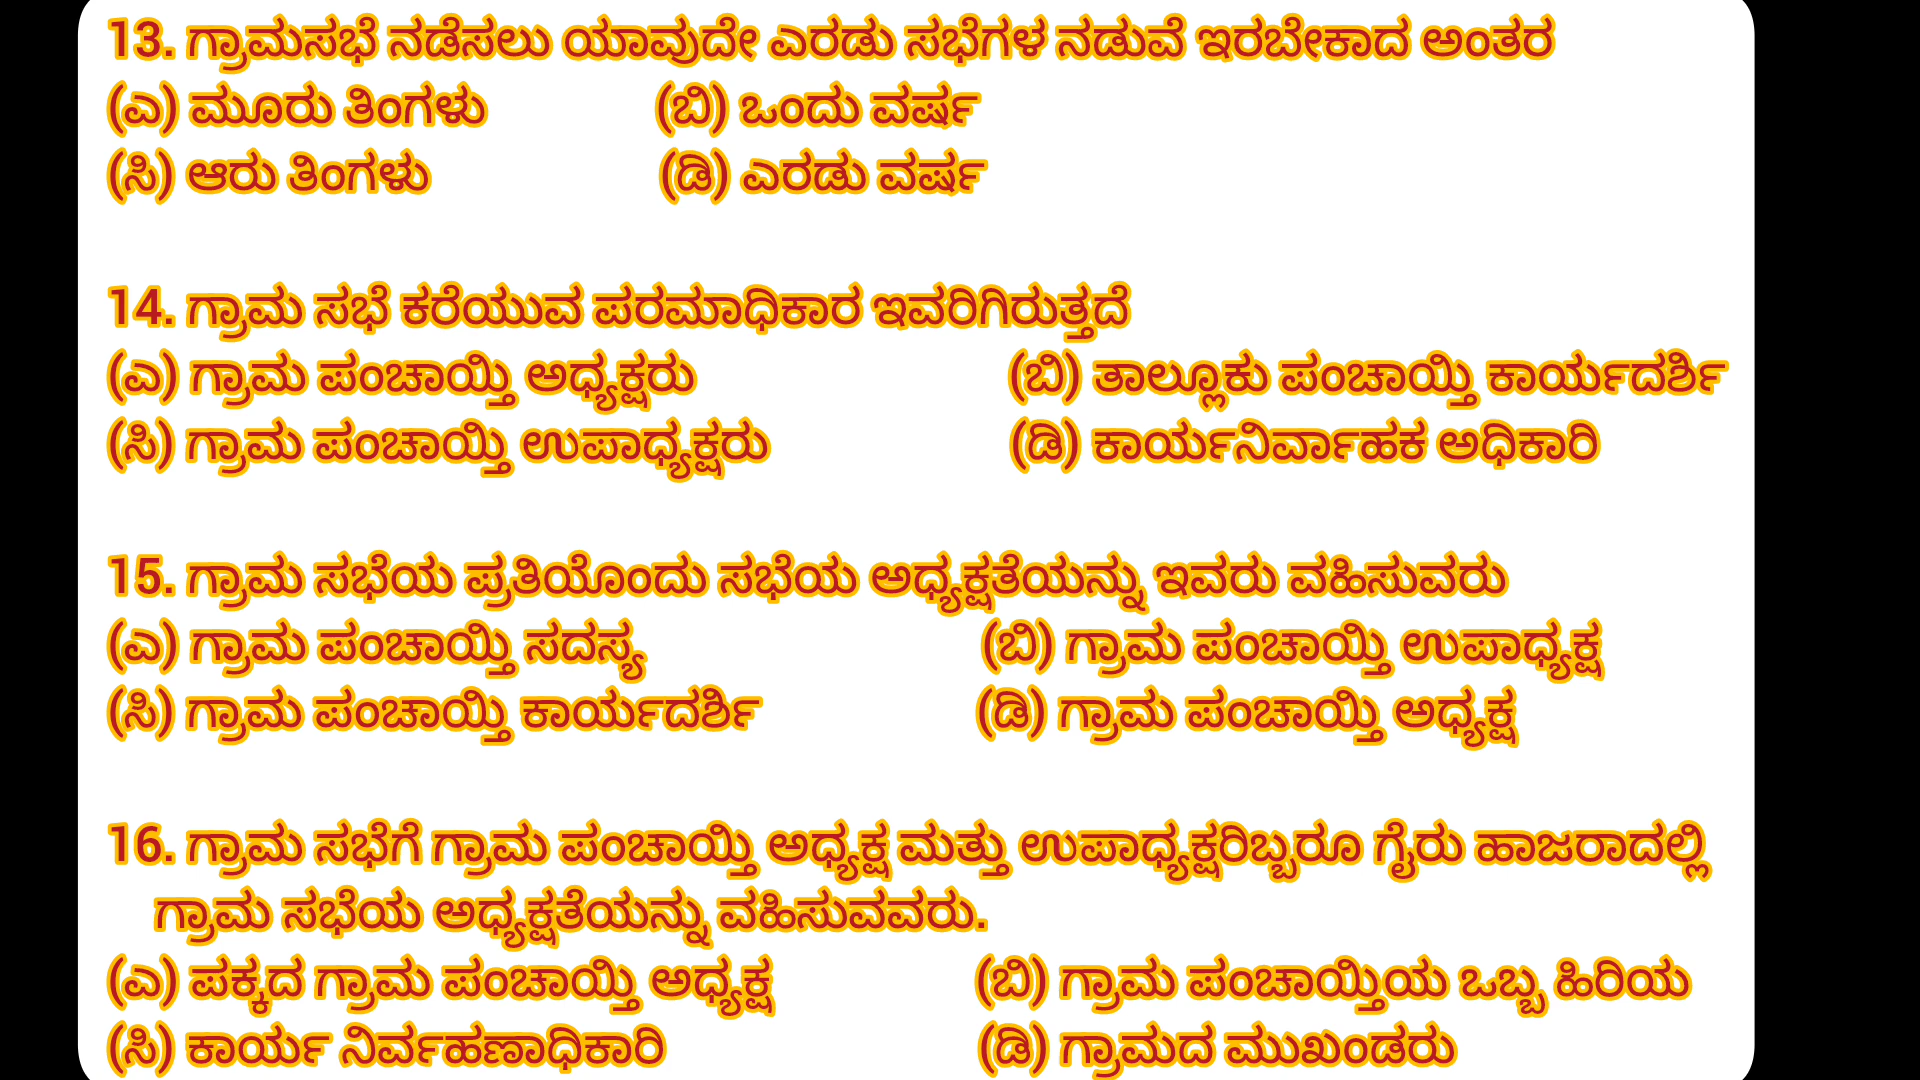 13. ಗ್ರಾಮಸಭೆ ನಡೆಸಲು ಯಾವುದೇ ಎರಡು ಸಭೆಗಳ ನಡುವೆ ಇರಬೇಕಾದ ಅಂತರ
(ಎ) ಮೂರು ತಿಂಗಳು (ಬಿ) ಒಂದು ವರ್ಷ
(ಸಿ) ಆರು ತಿಂಗಳು (ಡಿ) ಎರಡು ವರ್ಷ
14. ಗ್ರಾಮ ಸಭೆ ಕರೆಯುವ ಪರಮಾಧಿಕಾರ ಇವರಿಗಿರುತ್ತದೆ
(ಎ) ಗ್ರಾಮ ಪಂಚಾಯ್ತಿ ಅಧ್ಯಕ್ಷರು (ಬಿ) ತಾಲ್ಲೂಕು ಪಂಚಾಯ್ತಿ ಕಾರ್ಯದರ್ಶಿ
(ಸಿ) ಗ್ರಾಮ ಪಂಚಾಯ್ತಿ ಉಪಾಧ್ಯಕ್ಷರು (ಡಿ) ಕಾರ್ಯನಿರ್ವಾಹಕ ಅಧಿಕಾರಿ
15. ಗ್ರಾಮ ಸಭೆಯ ಪ್ರತಿಯೊಂದು ಸಭೆಯ ಅಧ್ಯಕ್ಷತೆಯನ್ನು ಇವರು ವಹಿಸುವರು
(ಎ) ಗ್ರಾಮ ಪಂಚಾಯ್ತಿ ಸದಸ್ಯ (ಬಿ) ಗ್ರಾಮ ಪಂಚಾಯ್ತಿ ಉಪಾಧ್ಯಕ್ಷ
(ಸಿ) ಗ್ರಾಮ ಪಂಚಾಯ್ತಿ ಕಾರ್ಯದರ್ಶಿ (ಡಿ) ಗ್ರಾಮ ಪಂಚಾಯ್ತಿ ಅಧ್ಯಕ್ಷ
16. ಗ್ರಾಮ ಸಭೆಗೆ ಗ್ರಾಮ ಪಂಚಾಯ್ತಿ ಅಧ್ಯಕ್ಷ ಮತ್ತು ಉಪಾಧ್ಯಕ್ಷರಿಬ್ಬರೂ ಗೈರು ಹಾಜರಾದಲ್ಲಿ
ಗ್ರಾಮ ಸಭೆಯ ಅಧ್ಯಕ್ಷತೆಯನ್ನು ವಹಿಸುವವರು.
(ಎ) ಪಕ್ಕದ ಗ್ರಾಮ ಪಂಚಾಯ್ತಿ ಅಧ್ಯಕ್ಷ (ಬಿ) ಗ್ರಾಮ ಪಂಚಾಯ್ತಿಯ ಒಬ್ಬ ಹಿರಿಯ
(ಸಿ) ಕಾರ್ಯ ನಿರ್ವಹಣಾಧಿಕಾರಿ (ಡಿ) ಗ್ರಾಮದ ಮುಖಂಡರು